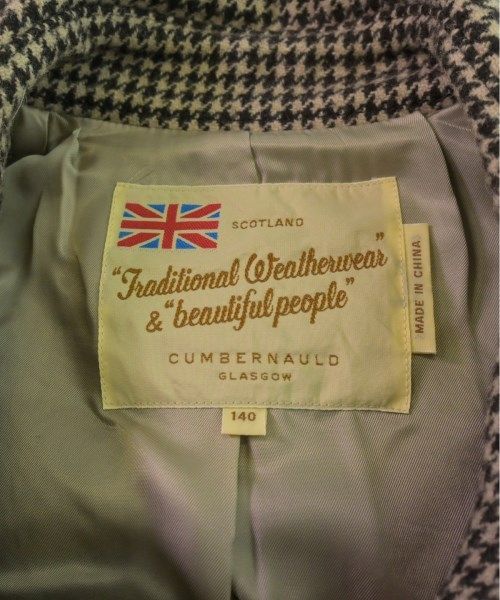 SCOTLAND
"Traditional Weatherwear"
& "beautiful people"
CUMBERNAULD
GLASGOW
MADE IN CHINA
140